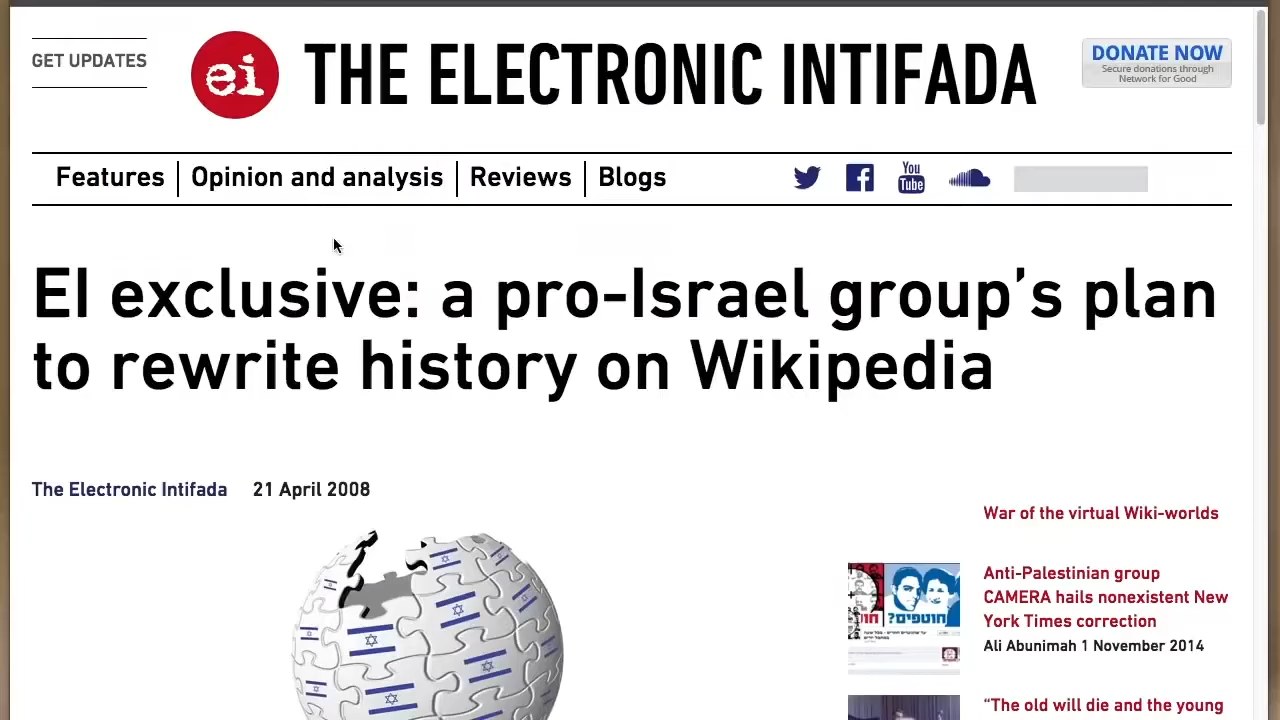 GET UPDATES
ei
THE ELECTRONIC INTIFADA
DONATE NOW
Secure donations through
Network for Good
Features
Opinion and analysis
Reviews
Blogs
You
Tube
EI exclusive: a pro-Israel group’s plan
to rewrite history on Wikipedia
The Electronic Intifada
21 April 2008
War of the virtual Wiki-worlds
חוטפים?
Anti-Palestinian group
CAMERA hails nonexistent New
York Times correction
Ali Abunimah 1 November 2014
“The old will die and the young